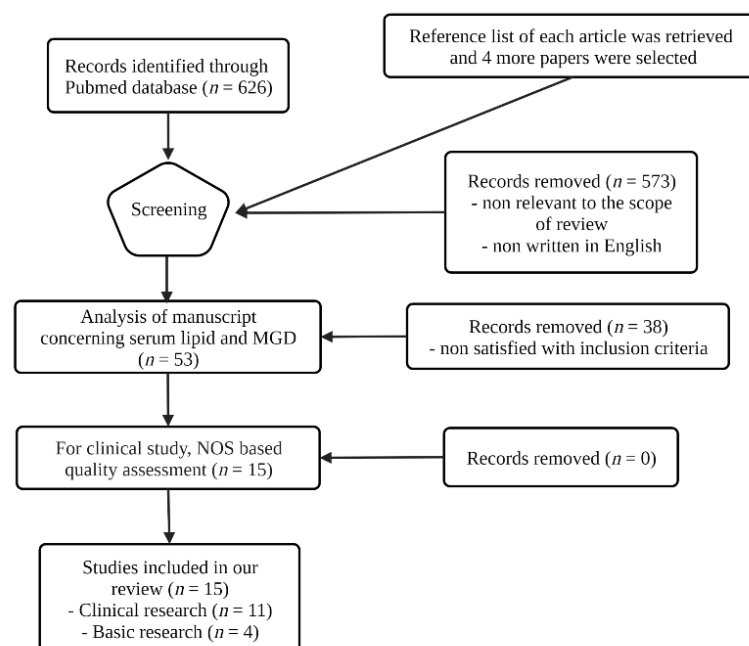 Records identified through
Pubmed database (n = 626)
Reference list of each article was retrieved
and 4 more papers were selected
Screening
Records removed (n = 573)
- non relevant to the scope
of review
- non written in English
Analysis of manuscript
concerning serum lipid and MGD
(n = 53)
Records removed (n = 38)
- non satisfied with inclusion criteria
For clinical study, NOS based
quality assessment (n = 15)
Records removed (n = 0)
Studies included in our
review (n = 15)
- Clinical research (n = 11)
- Basic research (n = 4)